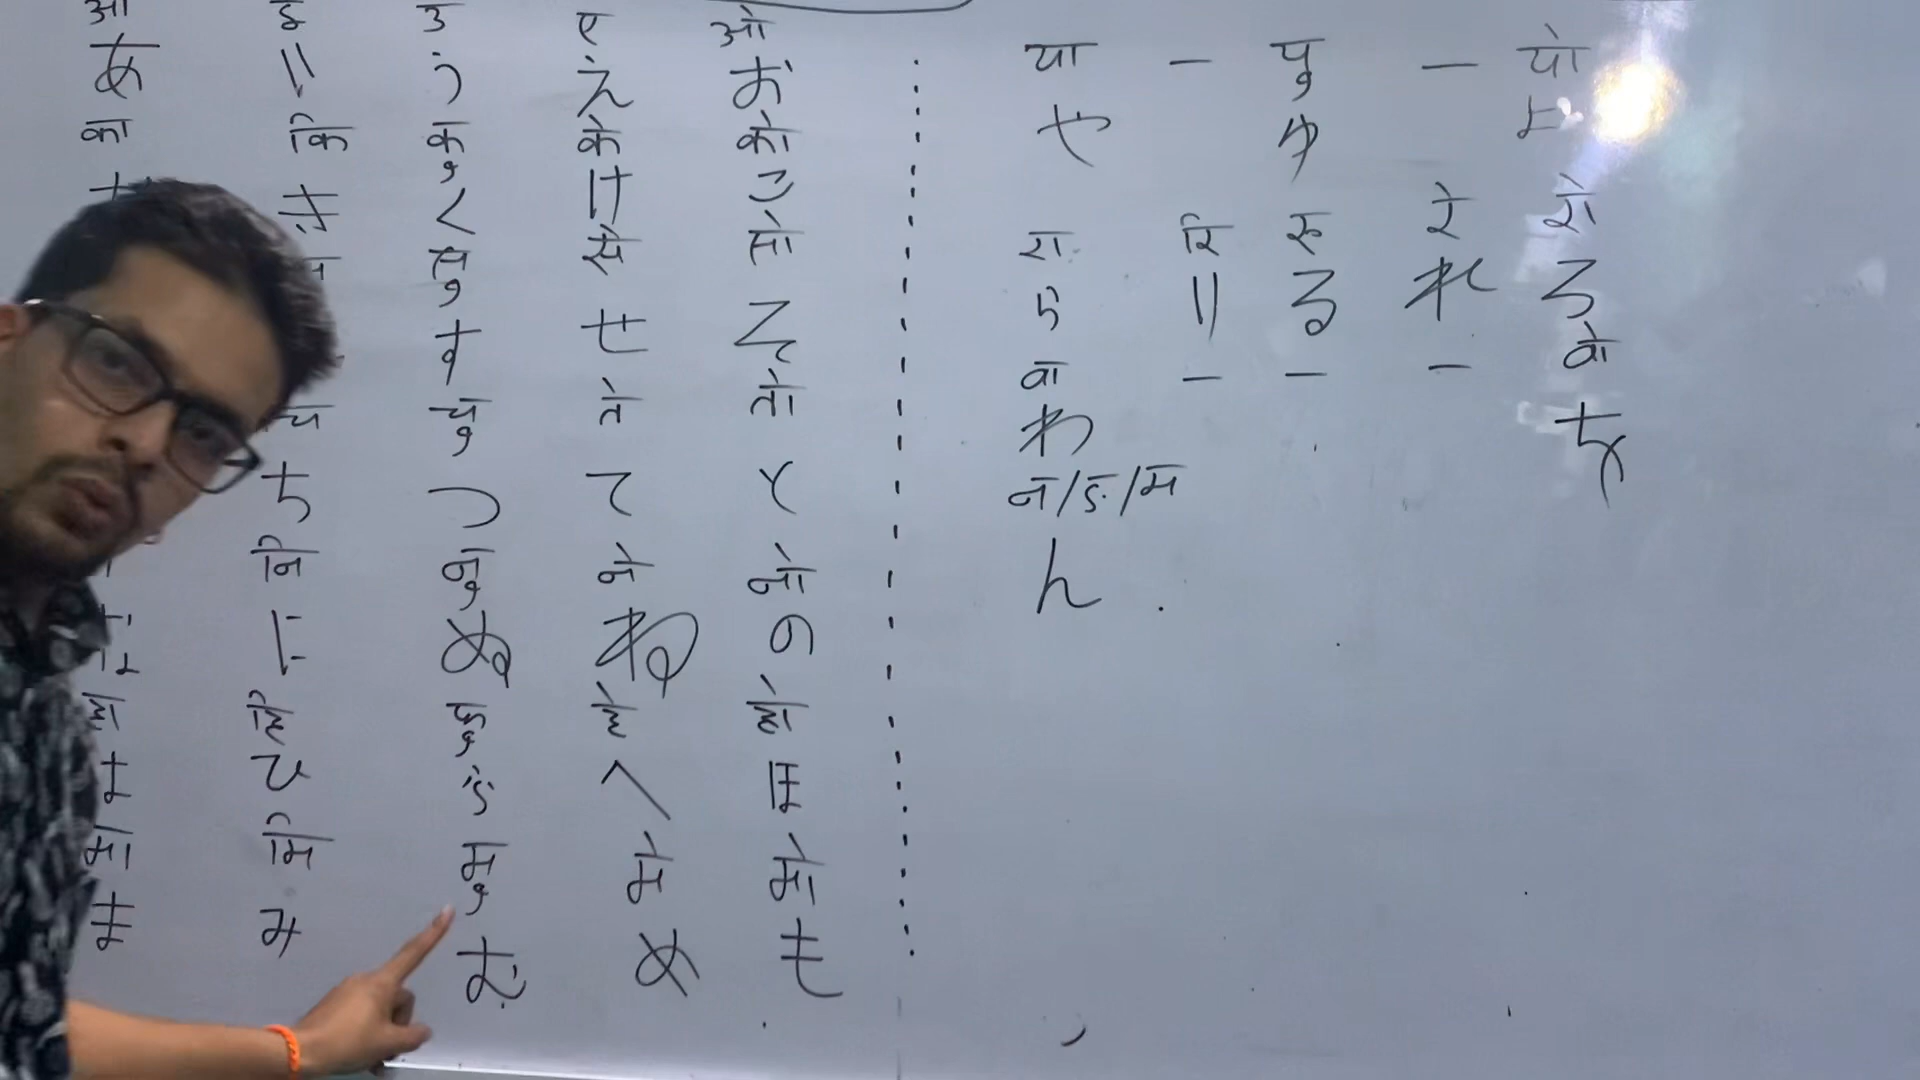 आ इ उ ए ओ या - यु - यो
あ い う え お や ゆ よ
का कि कु के को
き く け こ रा रि रु रे रो
सु से सो ら り る れ ろ
す せ そ वा - - - वो
चु ते तो わ を
ち つ て と न/ङ/म
नि नु ने नो ん
な に ぬ ね の
हा हि हु हे हो
は ひ ふ へ ほ
मा मि मु मे मो
ま み む め も